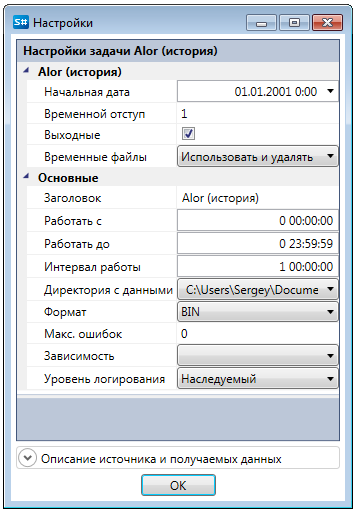 S# Настройки
Настройки задачи Alor (история)
Alor (история)
Начальная дата 01.01.2001 0:00
Временной отступ 1
Выходные
Временные файлы Использовать и удалять
Основные
Заголовок Alor (история)
Работать с 0 00:00:00
Работать до 0 23:59:59
Интервал работы 1 00:00:00
Директория с данными C:\Users\Sergey\Docume
Формат BIN
Макс. ошибок 0
Зависимость
Уровень логирования Наследуемый
Описание источника и получаемых данных
OK